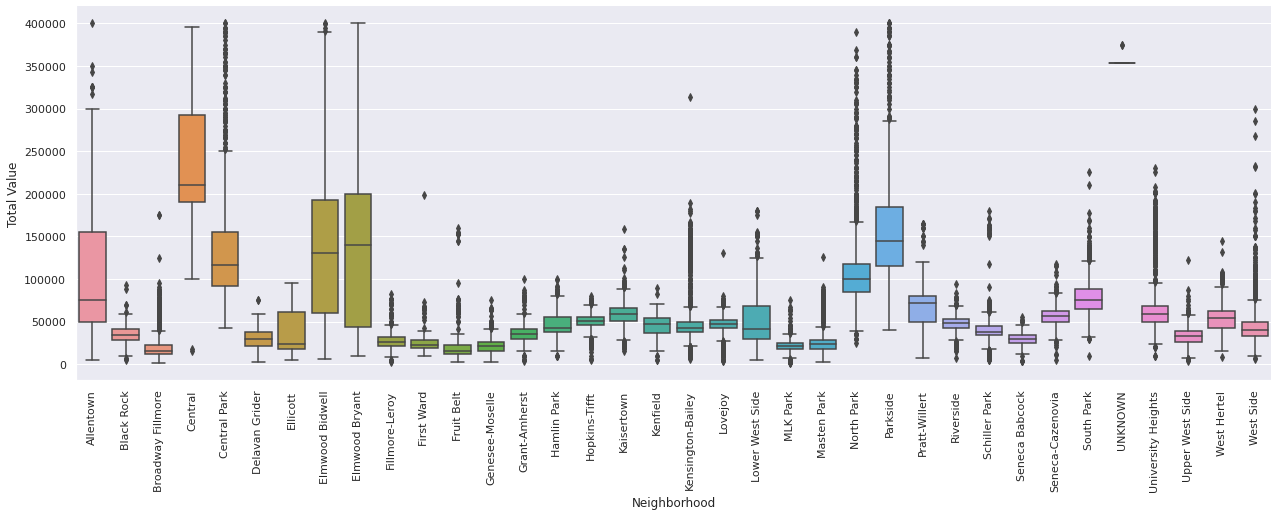 400000
350000
300000
250000
200000
150000
100000
50000
0
Total Value
Allentown
Black Rock
Broadway Fillmore
Central
Central Park
Delavan Grider
Ellicott
Elmwood Bidwell
Elmwood Bryant
Fillmore-Leroy
First Ward
Fruit Belt
Genesee-Moselle
Grant-Amherst
Hamlin Park
Hopkins-Tifft
Kaisertown
Kenfield
Kensington-Bailey
Lovejoy
Lower West Side
MLK Park
Masten Park
North Park
Parkside
Pratt-Willert
Riverside
Schiller Park
Seneca Babcock
Seneca-Cazenovia
South Park
UNKNOWN
University Heights
Upper West Side
West Hertel
West Side
Neighborhood